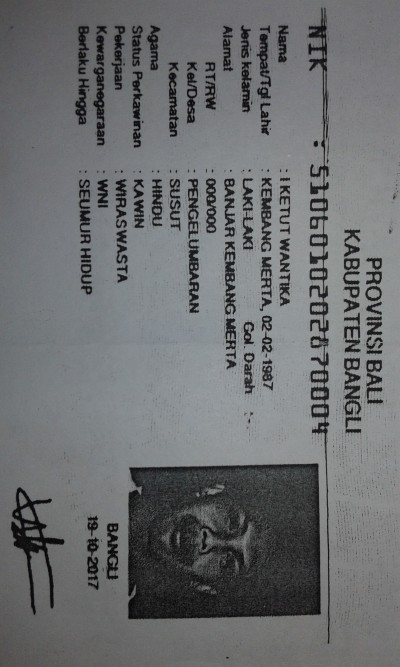 PROVINSI BALI
KABUPATEN BANGLI
NIK : 5106010202870004
Nama : I KETUT WANTIKA
Tempat/Tgl Lahir : KEMBANG MERTA, 02-02-1987
Jenis kelamin : LAKI-LAKI Gol. Darah : -
Alamat : BANJAR KEMBANG MERTA
RT/RW : 000/000
Kel/Desa : PENGELUMBARAN
Kecamatan : SUSUT
Agama : HINDU
Status Perkawinan : KAWIN
Pekerjaan : WIRASWASTA
Kewarganegaraan : WNI
Berlaku Hingga : SEUMUR HIDUP
BANGLI
19-10-2017